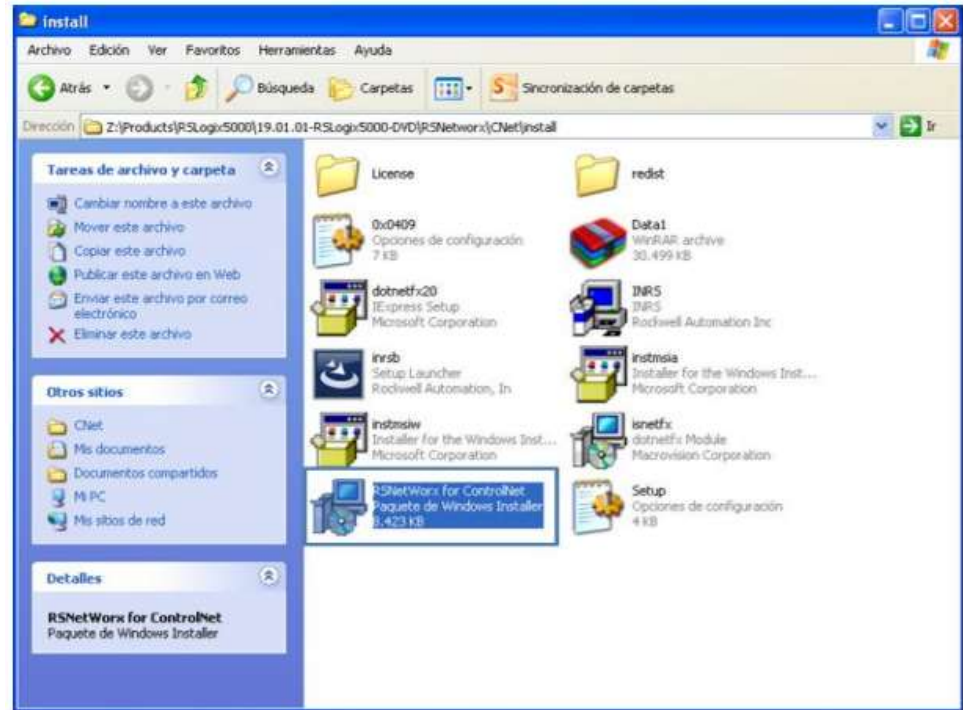 install
Archivo Edición Ver Favoritos Herramientas Ayuda
Atrás Búsqueda Carpetas Sincronización de carpetas
Dirección Z:\Products\RSLogix5000\19.01.01-RSLogix5000-DVD\RSNetworx\CNet\install Ir
Tareas de archivo y carpeta
Cambiar nombre a este archivo
Mover este archivo
Copiar este archivo
Publicar este archivo en Web
Enviar este archivo por correo
electrónico
Eliminar este archivo
Otros sitios
CNet
Mis documentos
Documentos compartidos
Mi PC
Mis sitios de red
Detalles
RSNetWorx for ControlNet
Paquete de Windows Installer
License
redist
0x0409
Opciones de configuración
7 KB
Data1
WinRAR archive
30.499 KB
dotnetfx20
IExpress Setup
Microsoft Corporation
INRS
INRS
Rockwell Automation Inc
inrsb
Setup Launcher
Rockwell Automation, In
instmsia
Installer for the Windows Inst...
Microsoft Corporation
instmsiw
Installer for the Windows Inst...
Microsoft Corporation
isnetfx
dotnetfx Module
Macrovision Corporation
RSNetWorx for ControlNet
Paquete de Windows Installer
8.423 KB
Setup
Opciones de configuración
4 KB